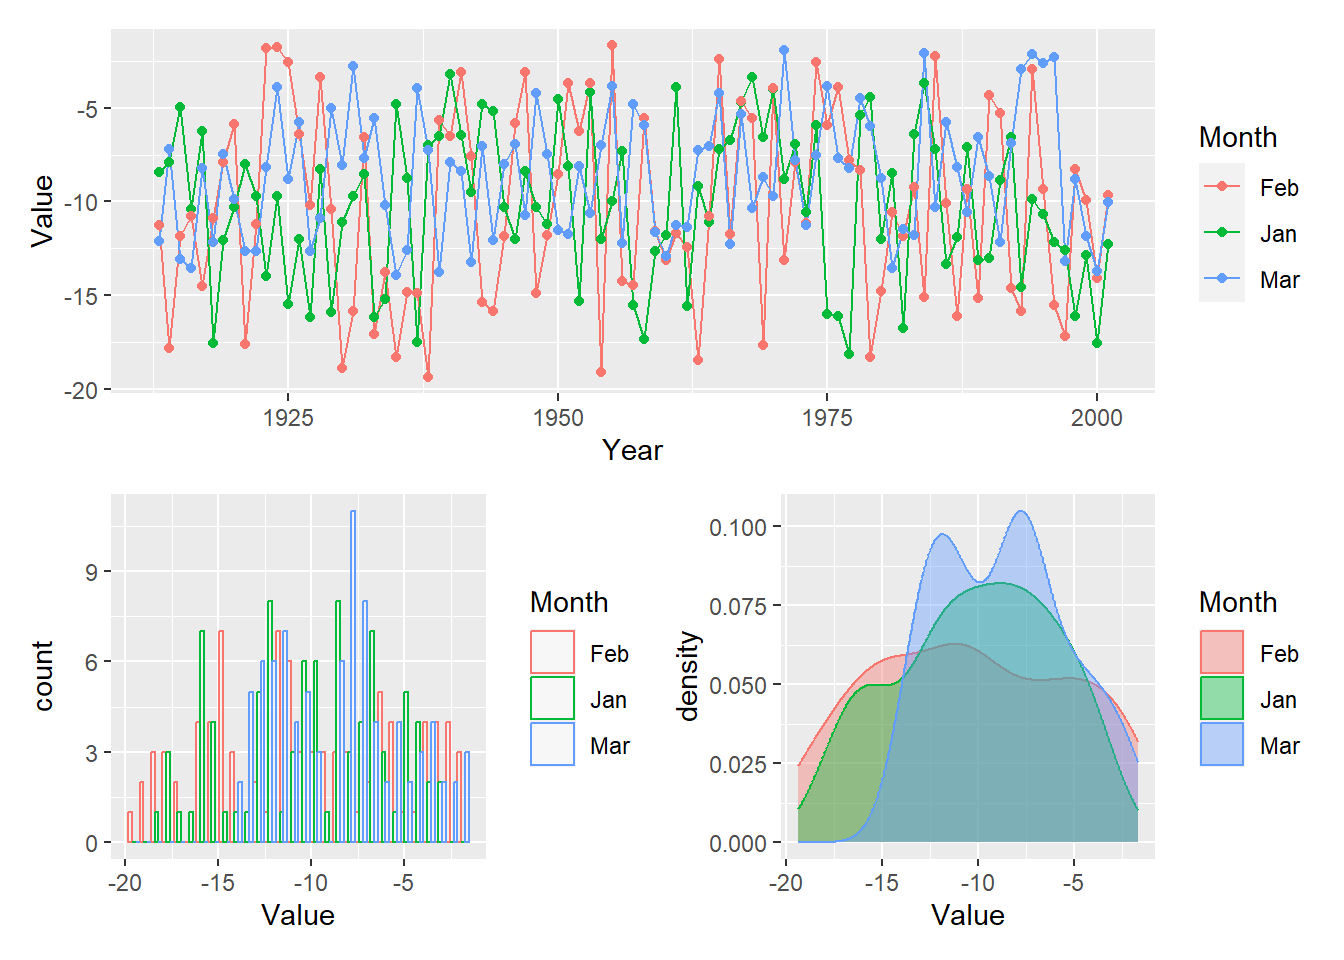 Value
-5
-10
-15
-20
1925 1950 1975 2000
Year
Month
Feb
Jan
Mar
count
9
6
3
0
-20 -15 -10 -5
Value
Month
Feb
Jan
Mar
density
0.100
0.075
0.050
0.025
0.000
-20 -15 -10 -5
Value
Month
Feb
Jan
Mar